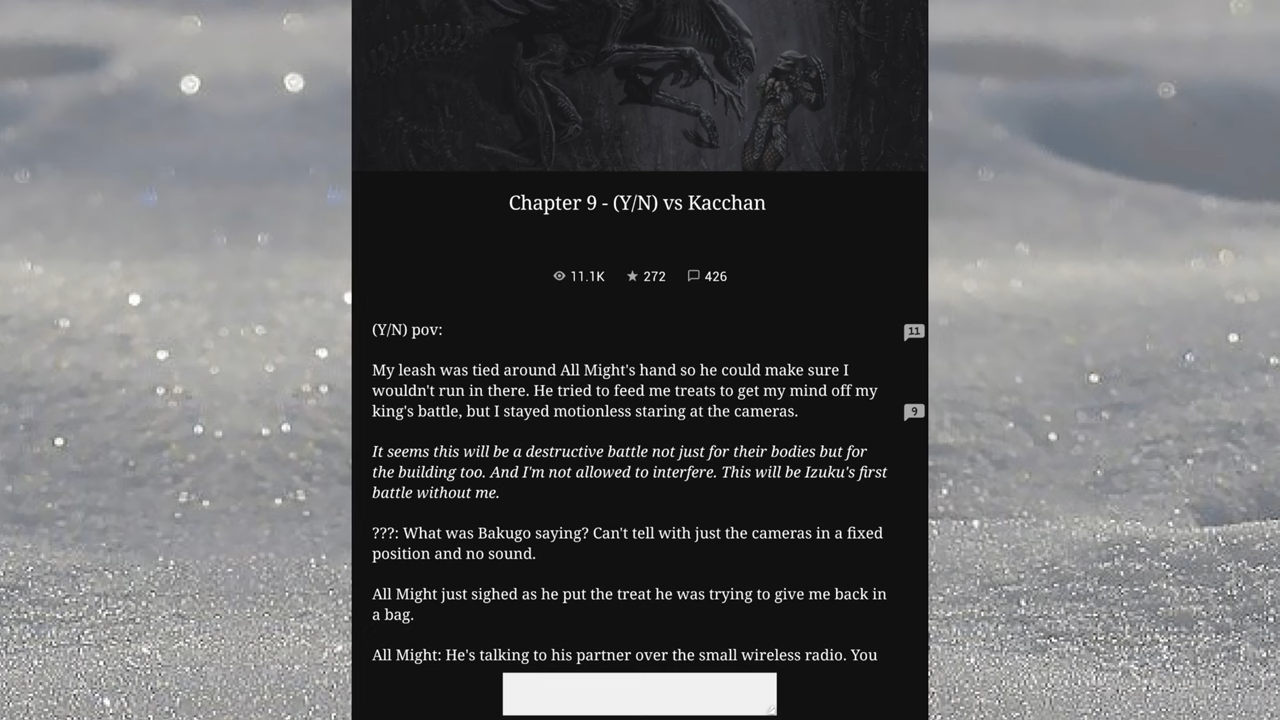 Chapter 9 - (Y/N) vs Kacchan
11.1K 272 426
(Y/N) pov:
11
My leash was tied around All Might's hand so he could make sure I
wouldn't run in there. He tried to feed me treats to get my mind off my
king's battle, but I stayed motionless staring at the cameras.
9
It seems this will be a destructive battle not just for their bodies but for
the building too. And I'm not allowed to interfere. This will be Izuku's first
battle without me.
???: What was Bakugo saying? Can't tell with just the cameras in a fixed
position and no sound.
All Might just sighed as he put the treat he was trying to give me back in
a bag.
All Might: He's talking to his partner over the small wireless radio. You